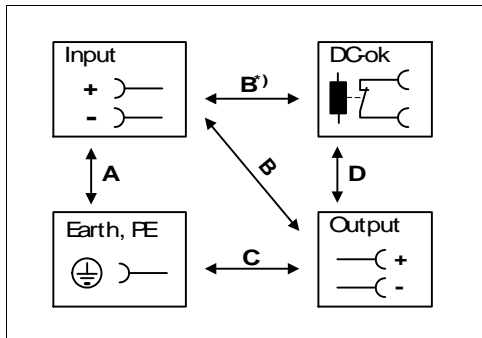 Input
DC-ok
+
-
B*)
A
B
D
Earth, PE
Output
C
+
-